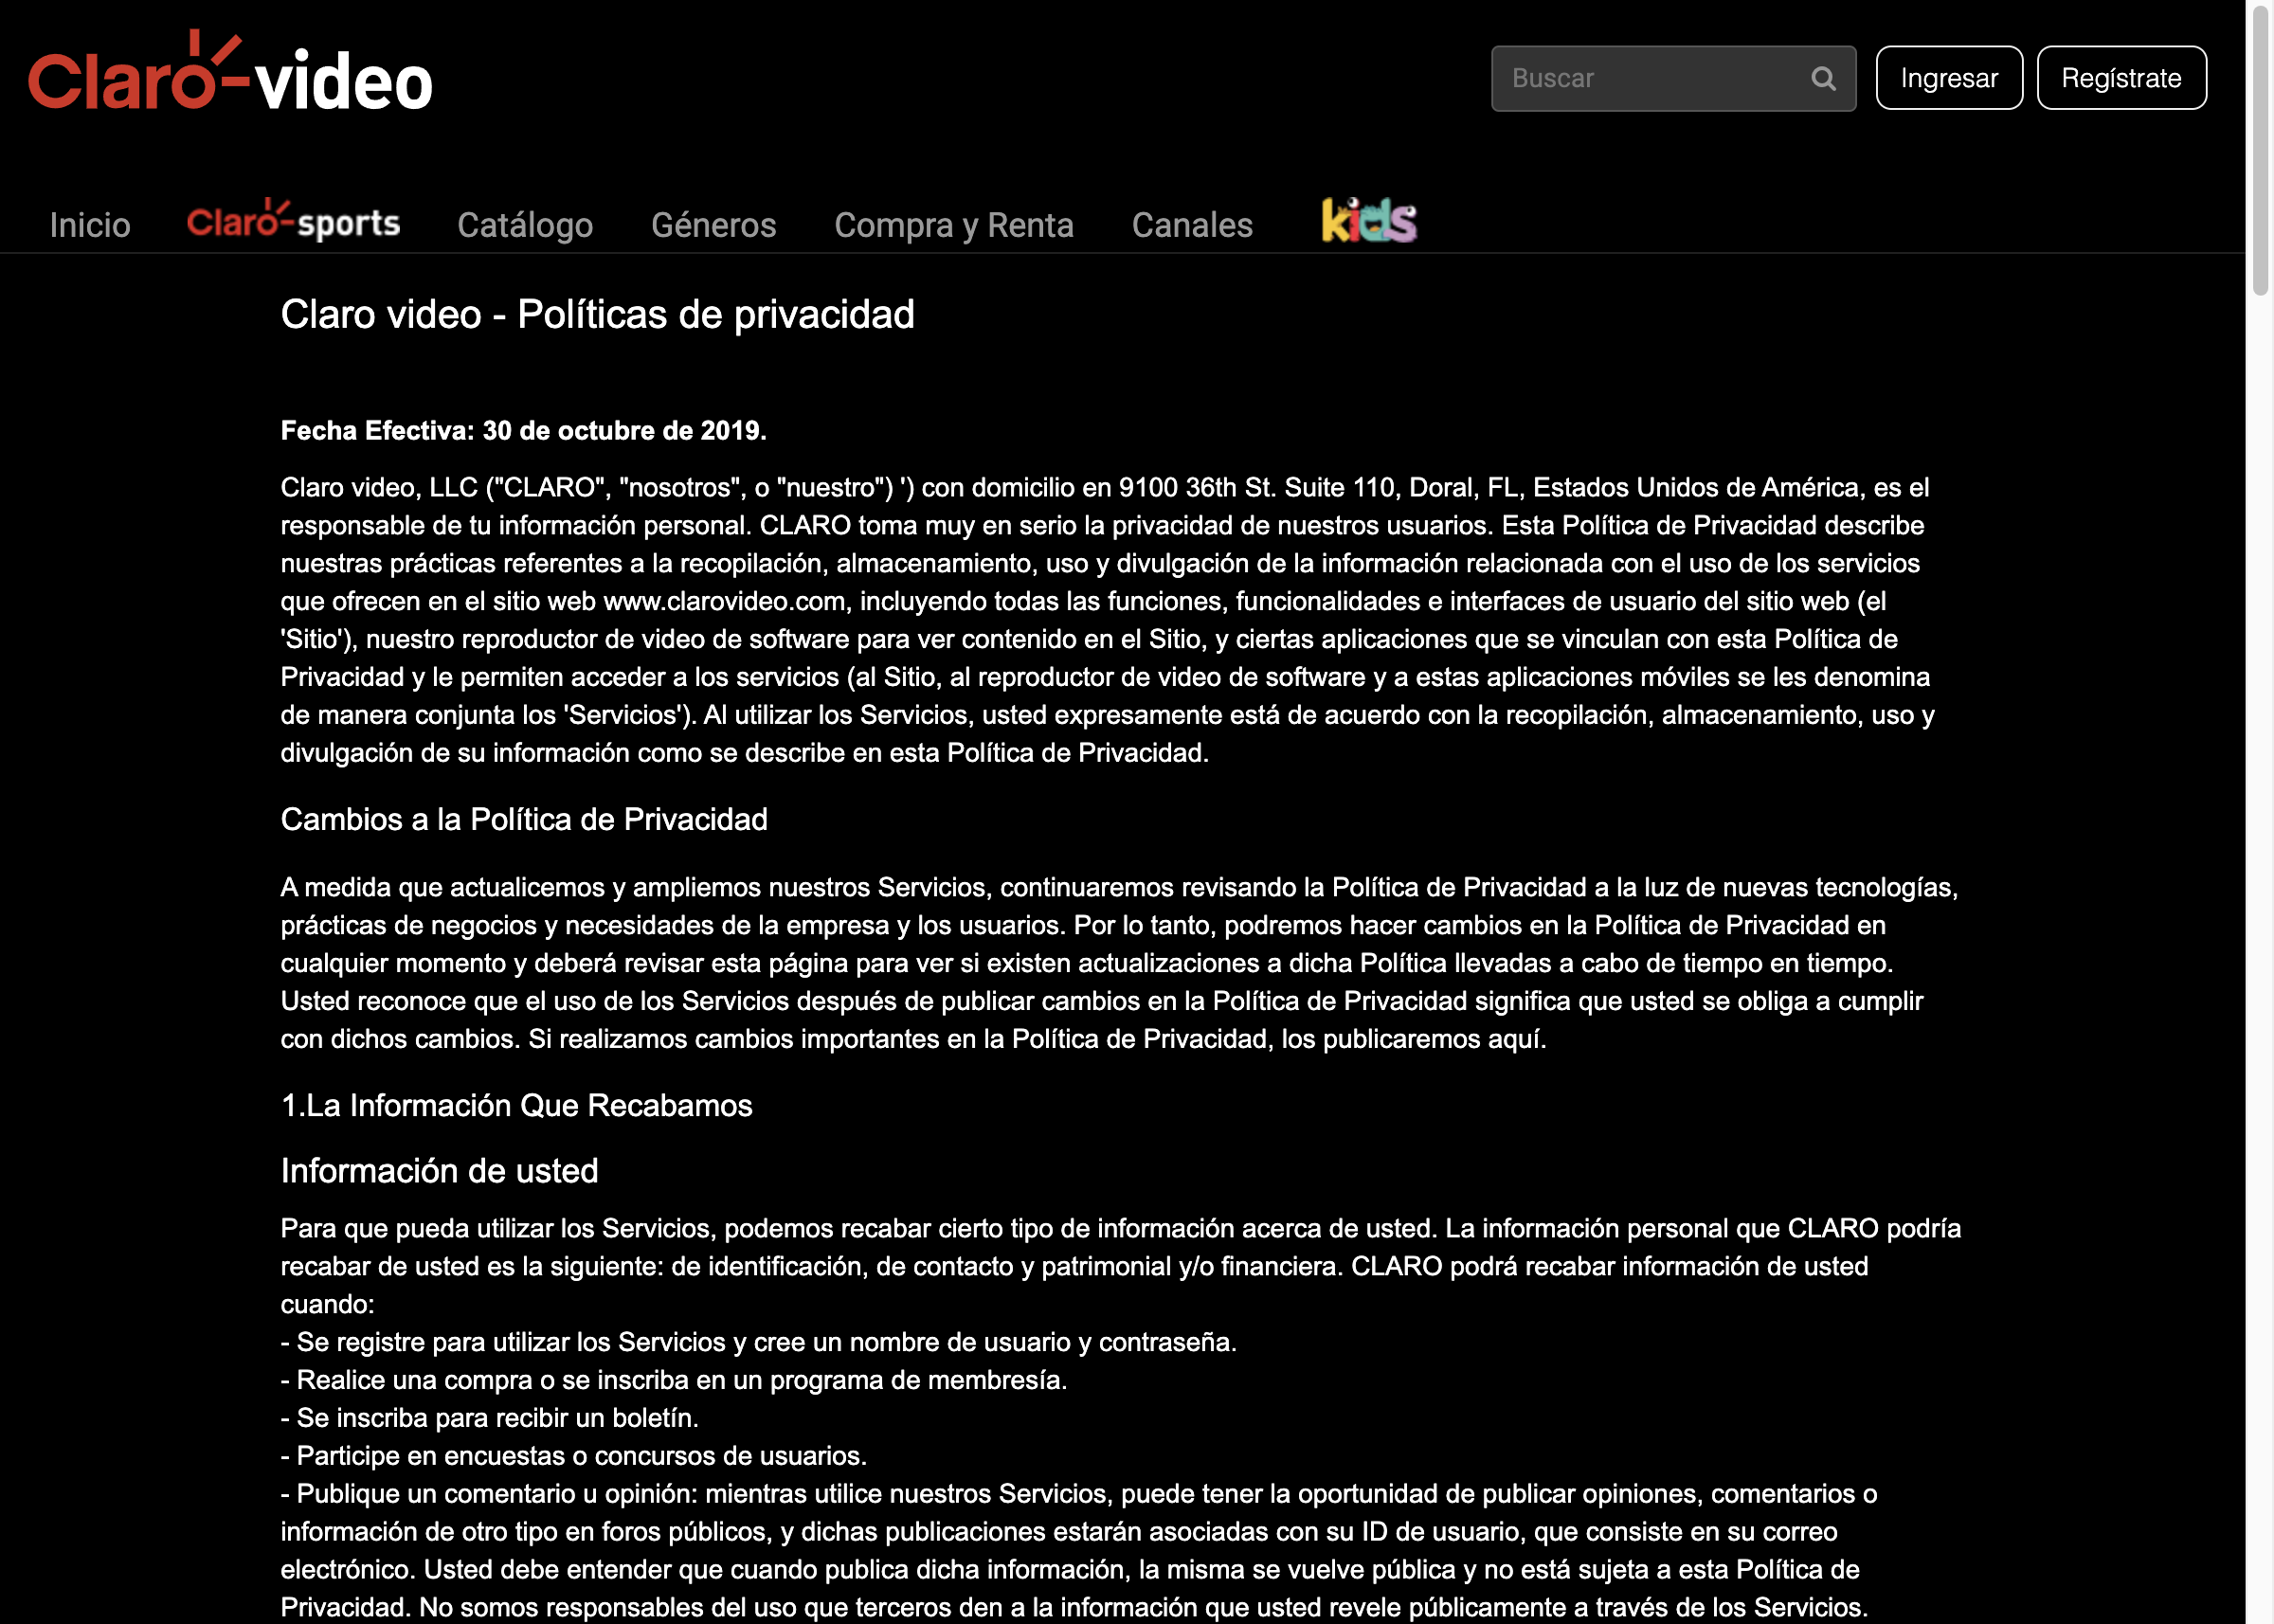 Claro-video
Buscar
Ingresar
Regístrate
Inicio
Claro-sports
Catálogo
Géneros
Compra y Renta
Canales
kids
Claro video - Políticas de privacidad
Fecha Efectiva: 30 de octubre de 2019.
Claro video, LLC ("CLARO", "nosotros", o "nuestro") ') con domicilio en 9100 36th St. Suite 110, Doral, FL, Estados Unidos de América, es el
responsable de tu información personal. CLARO toma muy en serio la privacidad de nuestros usuarios. Esta Política de Privacidad describe
nuestras prácticas referentes a la recopilación, almacenamiento, uso y divulgación de la información relacionada con el uso de los servicios
que ofrecen en el sitio web www.clarovideo.com, incluyendo todas las funciones, funcionalidades e interfaces de usuario del sitio web (el
'Sitio'), nuestro reproductor de video de software para ver contenido en el Sitio, y ciertas aplicaciones que se vinculan con esta Política de
Privacidad y le permiten acceder a los servicios (al Sitio, al reproductor de video de software y a estas aplicaciones móviles se les denomina
de manera conjunta los 'Servicios'). Al utilizar los Servicios, usted expresamente está de acuerdo con la recopilación, almacenamiento, uso y
divulgación de su información como se describe en esta Política de Privacidad.
Cambios a la Política de Privacidad
A medida que actualicemos y ampliemos nuestros Servicios, continuaremos revisando la Política de Privacidad a la luz de nuevas tecnologías,
prácticas de negocios y necesidades de la empresa y los usuarios. Por lo tanto, podremos hacer cambios en la Política de Privacidad en
cualquier momento y deberá revisar esta página para ver si existen actualizaciones a dicha Política llevadas a cabo de tiempo en tiempo.
Usted reconoce que el uso de los Servicios después de publicar cambios en la Política de Privacidad significa que usted se obliga a cumplir
con dichos cambios. Si realizamos cambios importantes en la Política de Privacidad, los publicaremos aquí.
1.La Información Que Recabamos
Información de usted
Para que pueda utilizar los Servicios, podemos recabar cierto tipo de información acerca de usted. La información personal que CLARO podría
recabar de usted es la siguiente: de identificación, de contacto y patrimonial y/o financiera. CLARO podrá recabar información de usted
cuando:
- Se registre para utilizar los Servicios y cree un nombre de usuario y contraseña.
- Realice una compra o se inscriba en un programa de membresía.
- Se inscriba para recibir un boletín.
- Participe en encuestas o concursos de usuarios.
- Publique un comentario u opinión: mientras utilice nuestros Servicios, puede tener la oportunidad de publicar opiniones, comentarios o
información de otro tipo en foros públicos, y dichas publicaciones estarán asociadas con su ID de usuario, que consiste en su correo
electrónico. Usted debe entender que cuando publica dicha información, la misma se vuelve pública y no está sujeta a esta Política de
Privacidad. No somos responsables del uso que terceros den a la información que usted revele públicamente a través de los Servicios.